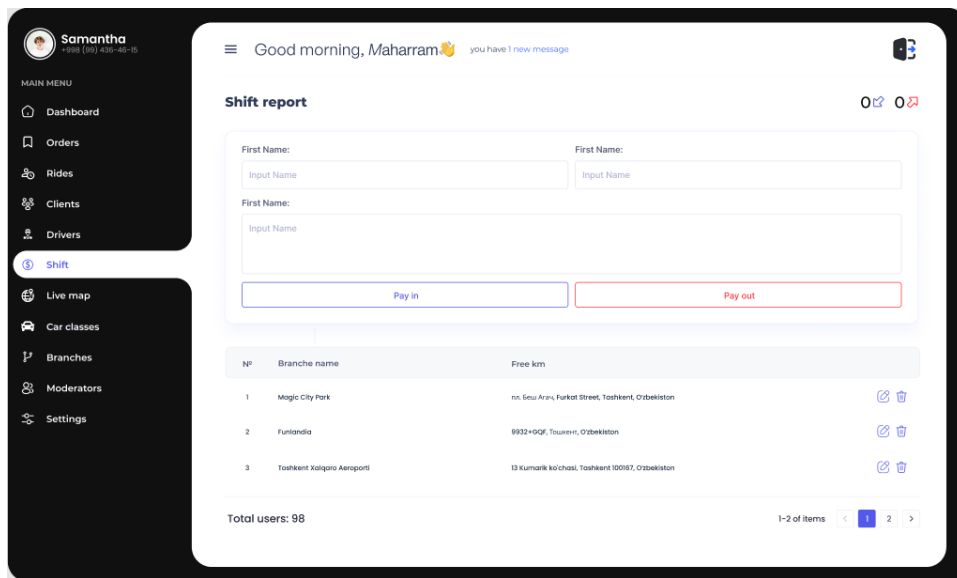 Samantha
+998 (99) 436-46-15
MAIN MENU
Dashboard
Orders
Rides
Clients
Drivers
Shift
Live map
Car classes
Branches
Moderators
Settings
Good morning, Maharram👋 you have 1 new message
Shift report
0 0
First Name: First Name:
Input Name Input Name
First Name:
Input Name
Pay in Pay out
Nº Branche name Free km
1 Magic City Park пл. Беш Агач, Furkat Street, Tashkent, O'zbekiston
2 Funlandia 9932+GQF, Тошкент, O'zbekiston
3 Toshkent Xalqaro Aeroporti 13 Kumarik ko'chasi, Tashkent 100167, O'zbekiston
Total users: 98 1-2 of items < 1 2 >